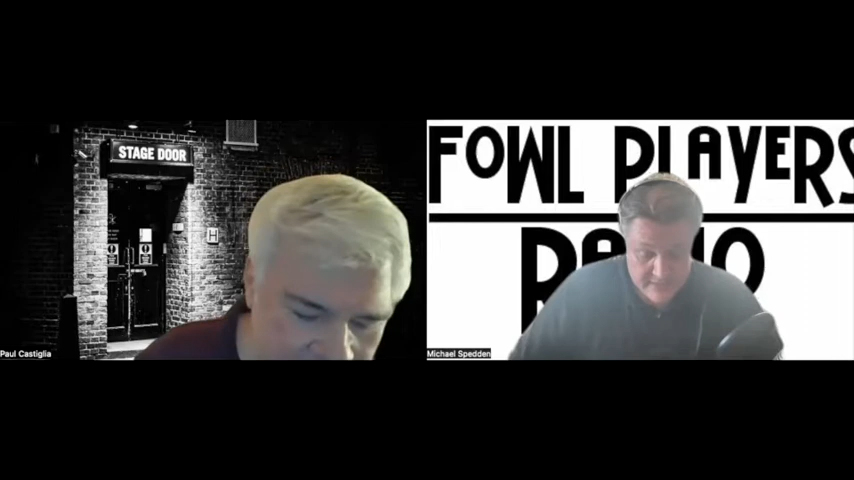 STAGE DOOR
H
FOWL PLAYERS
Paul Castiglia
Michael Spedden